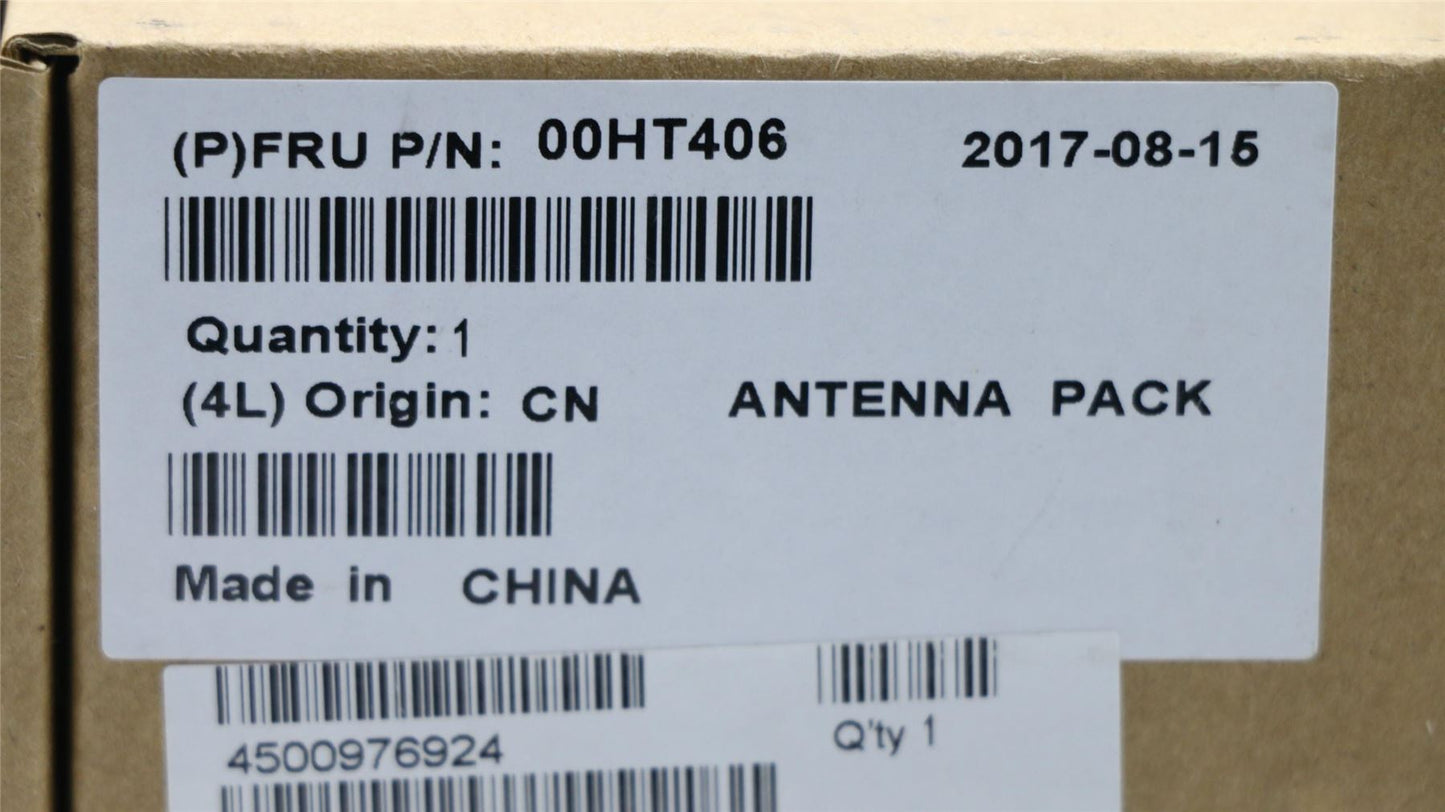 (P)FRU P/N: 00HT406 2017-08-15
Quantity: 1
(4L) Origin: CN ANTENNA PACK
Made in CHINA
4500976924 Q'ty 1